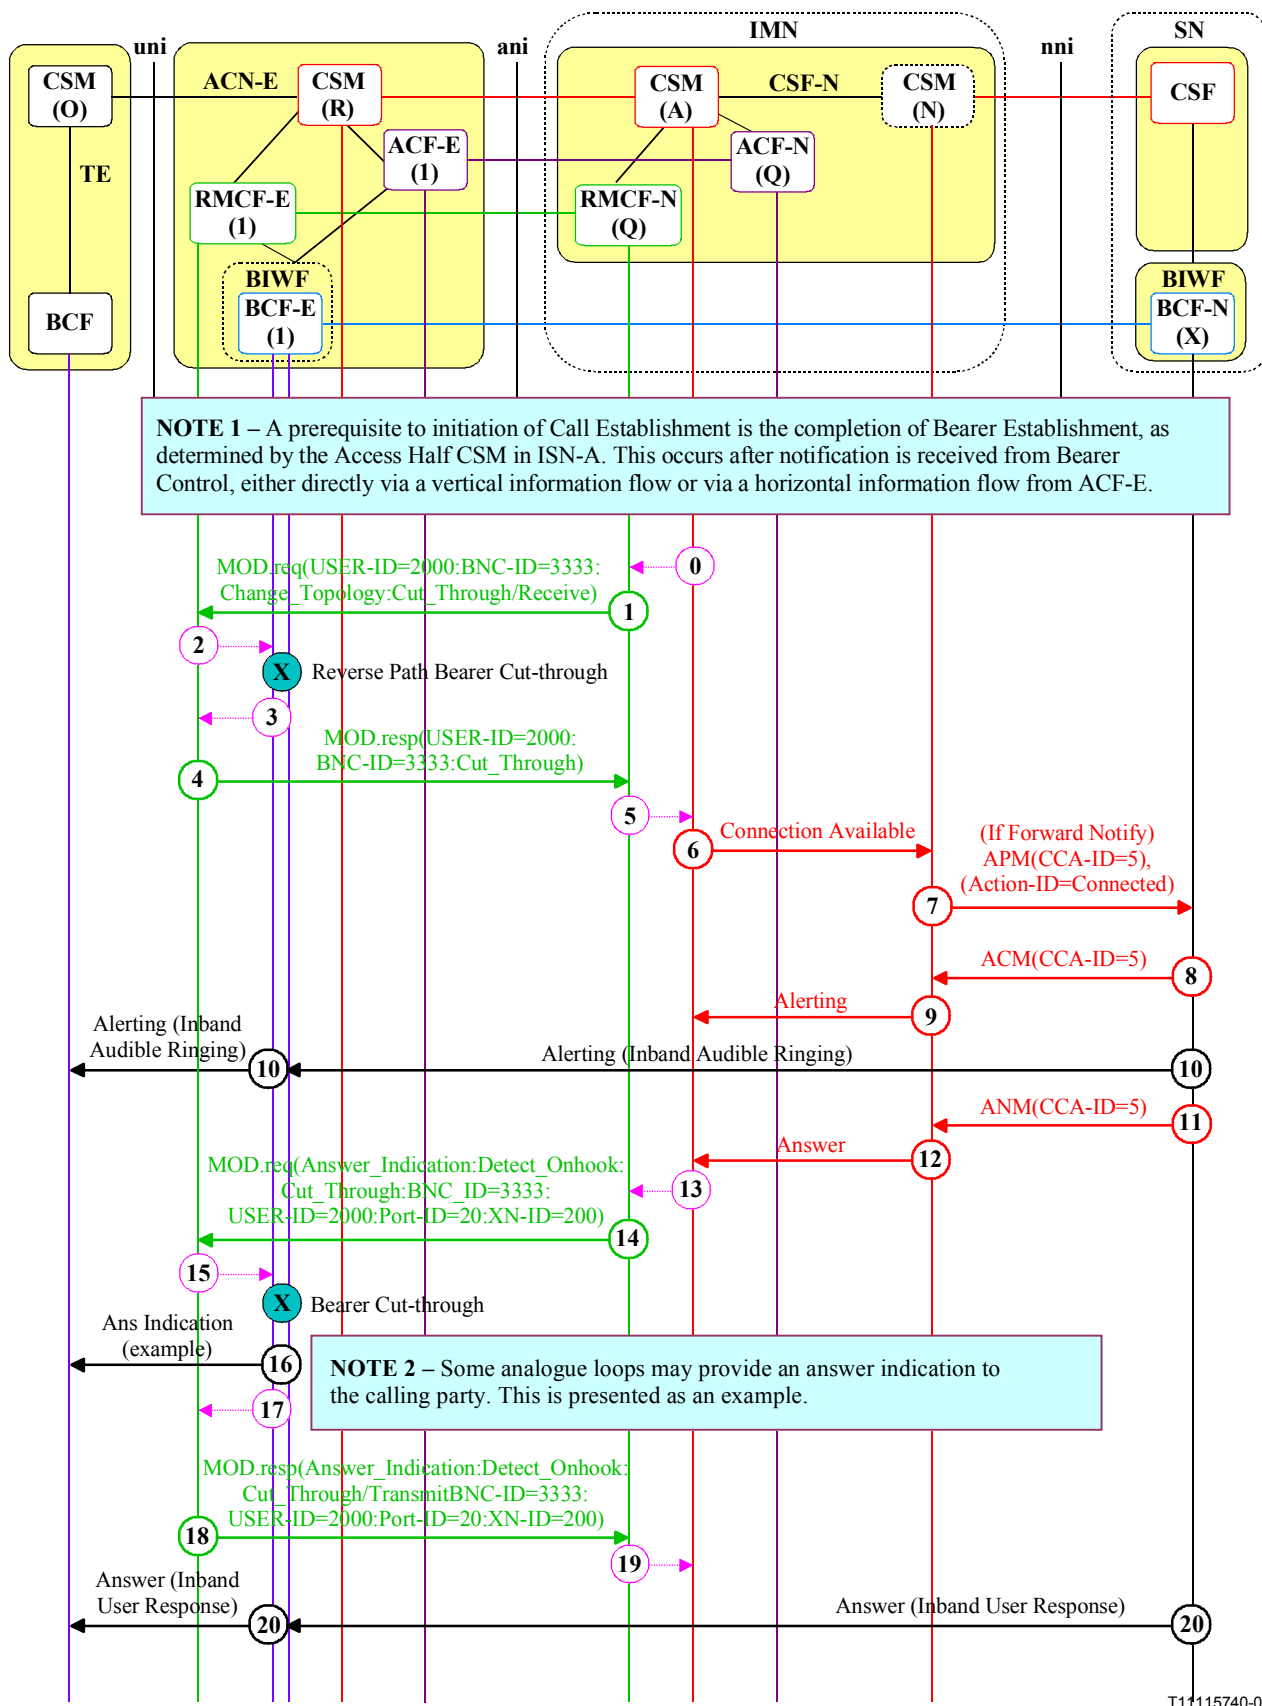 IMN
SN
uni
ani
nni
CSM
(O)
ACN-E
CSM
(R)
CSM
(A)
CSF-N
CSM
(N)
CSF
TE
ACF-E
(1)
ACF-N
(Q)
RMCF-E
(1)
RMCF-N
(Q)
BIWF
BIWF
BCF
BCF-E
(1)
BCF-N
(X)
NOTE 1 – A prerequisite to initiation of Call Establishment is the completion of Bearer Establishment, as
determined by the Access Half CSM in ISN-A. This occurs after notification is received from Bearer
Control, either directly via a vertical information flow or via a horizontal information flow from ACF-E.
0
MOD.req(USER-ID=2000:BNC-ID=3333:
Change_Topology:Cut_Through/Receive)
1
2
X
Reverse Path Bearer Cut-through
3
MOD.resp(USER-ID=2000:
BNC-ID=3333:Cut_Through)
4
5
Connection Available
6
(If Forward Notify)
APM(CCA-ID=5),
(Action-ID=Connected)
7
ACM(CCA-ID=5)
8
Alerting
9
Alerting (Inband
Audible Ringing)
10
Alerting (Inband Audible Ringing)
10
ANM(CCA-ID=5)
11
Answer
12
MOD.req(Answer_Indication:Detect_Onhook:
Cut_Through:BNC_ID=3333:
USER-ID=2000:Port-ID=20:XN-ID=200)
13
14
15
X
Bearer Cut-through
Ans Indication
(example)
16
NOTE 2 – Some analogue loops may provide an answer indication to
the calling party. This is presented as an example.
17
MOD.resp(Answer_Indication:Detect_Onhook:
Cut_Through/TransmitBNC-ID=3333:
USER-ID=2000:Port-ID=20:XN-ID=200)
18
19
Answer (Inband
User Response)
20
Answer (Inband User Response)
20
T11115740-0